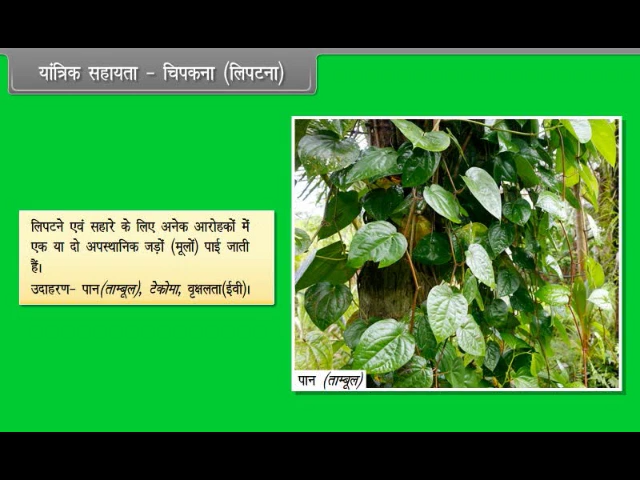 यांत्रिक सहायता - चिपकना (लिपटना)
लिपटने एवं सहारे के लिए अनेक आरोहकों में
एक या दो अपस्थानिक जड़ों (मूलों) पाई जाती
हैं।
उदाहरण- पान(ताम्बूल), टेकोमा, वृक्षलता(ईवी)।
पान (ताम्बूल)